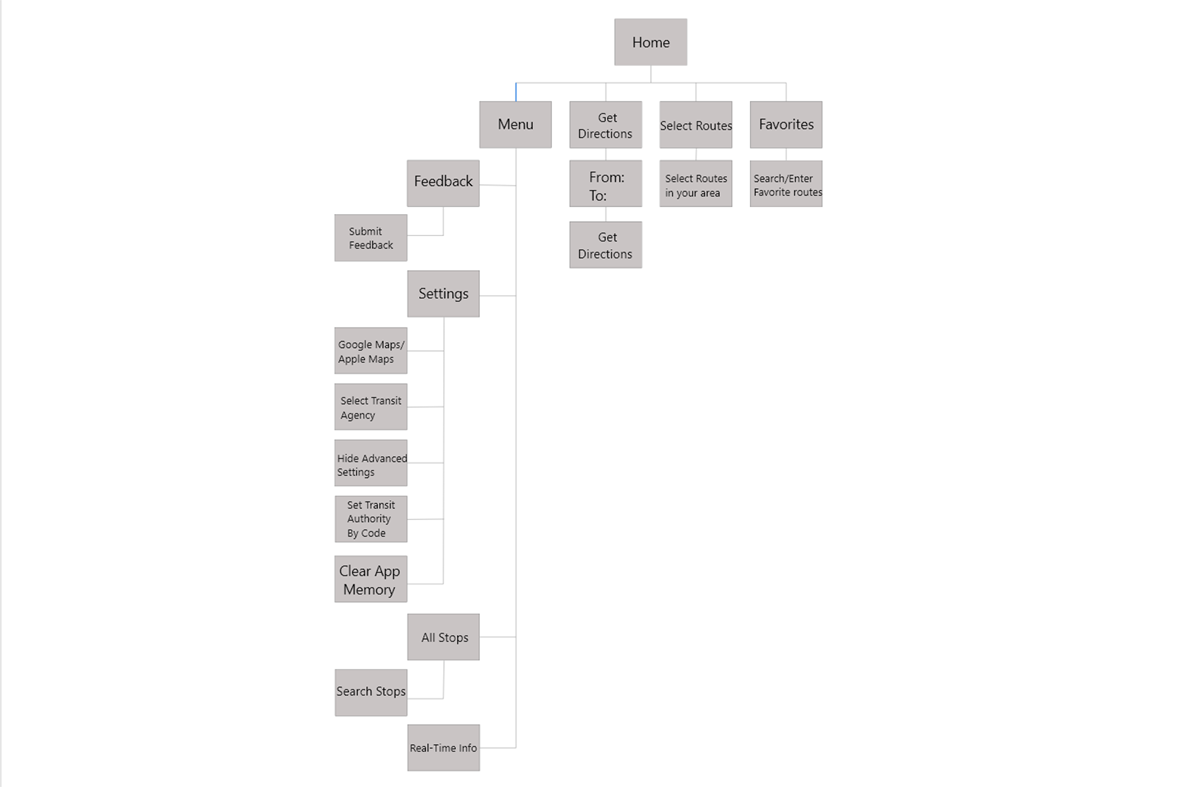 Home
Menu
Get
Directions
Select Routes
Favorites
Feedback
From:
To:
Select Routes
in your area
Search/Enter
Favorite routes
Submit
Feedback
Get
Directions
Settings
Google Maps/
Apple Maps
Select Transit
Agency
Hide Advanced
Settings
Set Transit
Authority
By Code
Clear App
Memory
All Stops
Search Stops
Real-Time Info